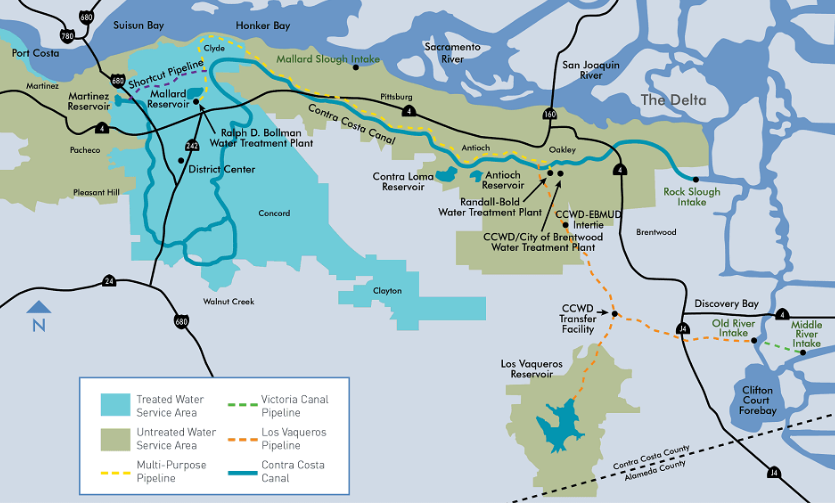 680
780
Suisun Bay
Honker Bay
Port Costa
Clyde
Mallard Slough Intake
Sacramento
River
San Joaquin
River
680
Shortcut Pipeline
Martinez
Martinez
Reservoir
Mallard
Reservoir
Pittsburg
4
160
The Delta
4
Ralph D. Bollman
Water Treatment Plant
Contra Costa Canal
242
Pacheco
District Center
Antioch
Oakley
4
Contra Loma
Reservoir
Antioch
Reservoir
Rock Slough
Intake
Pleasant Hill
Randall-Bold
Water Treatment Plant
Concord
CCWD-EBMUD
Intertie
Brentwood
CCWD/City of Brentwood
Water Treatment Plant
24
Clayton
Walnut Creek
680
N
CCWD
Transfer
Facility
Discovery Bay
4
J4
Old River
Intake
Middle
River
Intake
Los Vaqueros
Reservoir
Clifton
Court
Forebay
Contra Costa County
Alameda County
J4
Treated Water
Service Area
Victoria Canal
Pipeline
Untreated Water
Service Area
Los Vaqueros
Pipeline
Multi-Purpose
Pipeline
Contra Costa
Canal